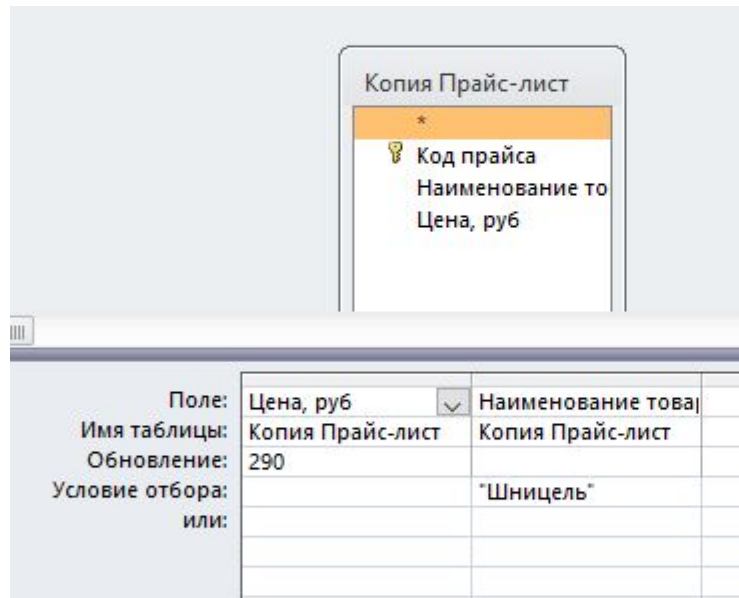 Копия Прайс-лист
*
Код прайса
Наименование то
Цена, руб
Поле: Цена, руб Наименование товар
Имя таблицы: Копия Прайс-лист Копия Прайс-лист
Обновление: 290
Условие отбора: "Шницель"
или: